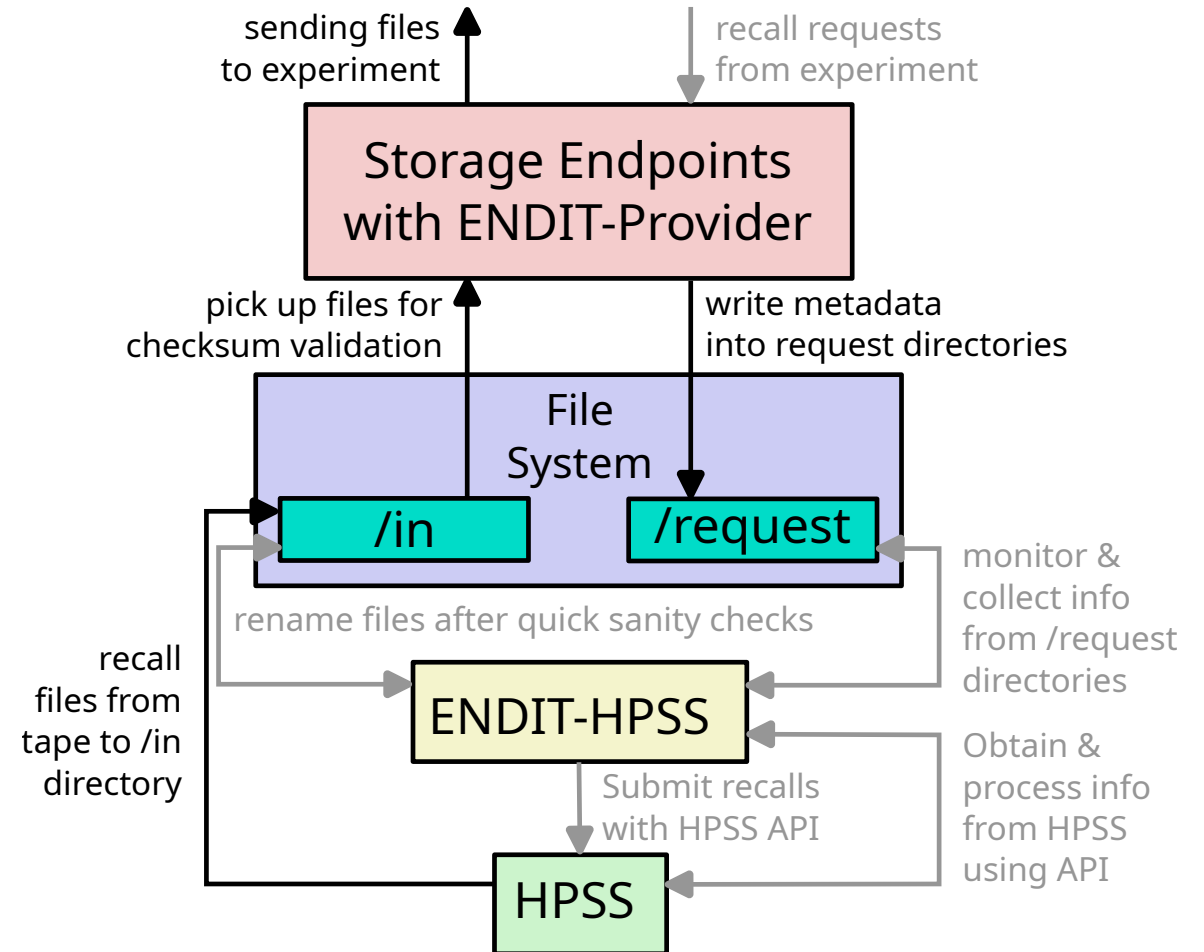 sending files
to experiment
recall requests
from experiment
Storage Endpoints
with ENDIT-Provider
pick up files for
checksum validation
write metadata
into request directories
File
System
/in
/request
monitor &
collect info
from /request
directories
rename files after quick sanity checks
recall
files from
tape to /in
directory
ENDIT-HPSS
Obtain &
process info
from HPSS
using API
Submit recalls
with HPSS API
HPSS